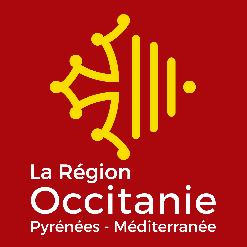 La Région
Occitanie
Pyrénées - Méditerranée